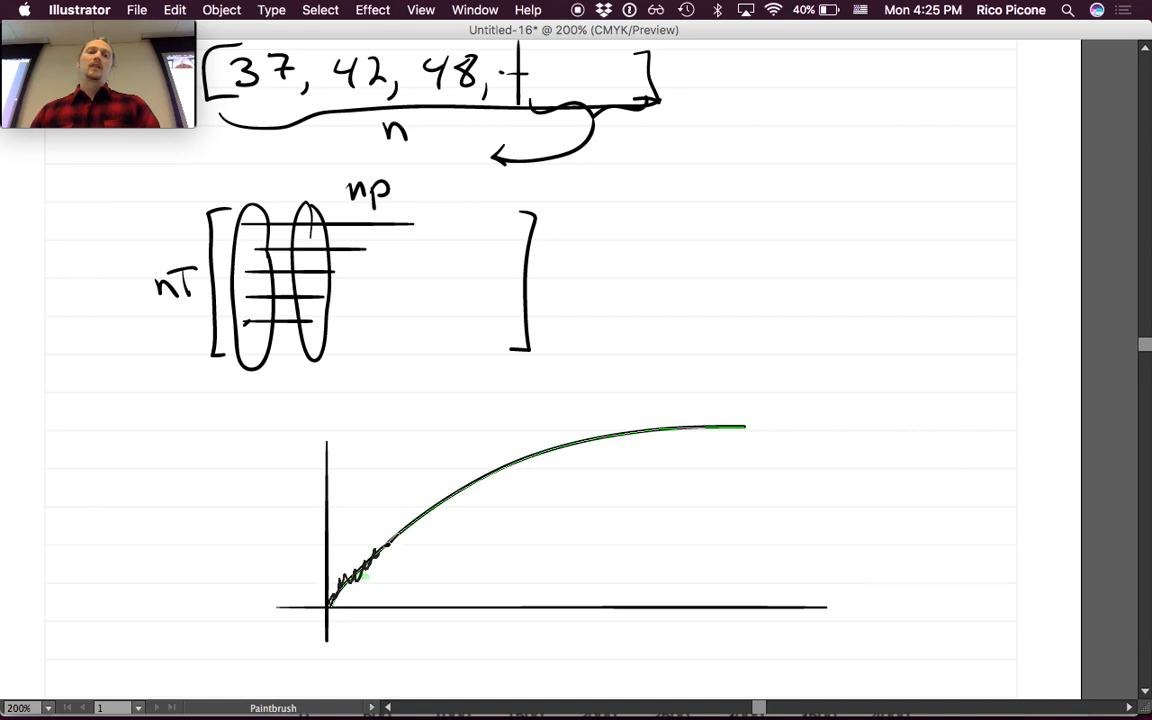 Illustrator File Edit Object Type Select Effect View Window Help 40% Mon 4:25 PM Rico Picone
Untitled-16* @ 200% (CMYK/Preview)
[37, 42, 48, ]
n
np
nT
200% 1 Paintbrush